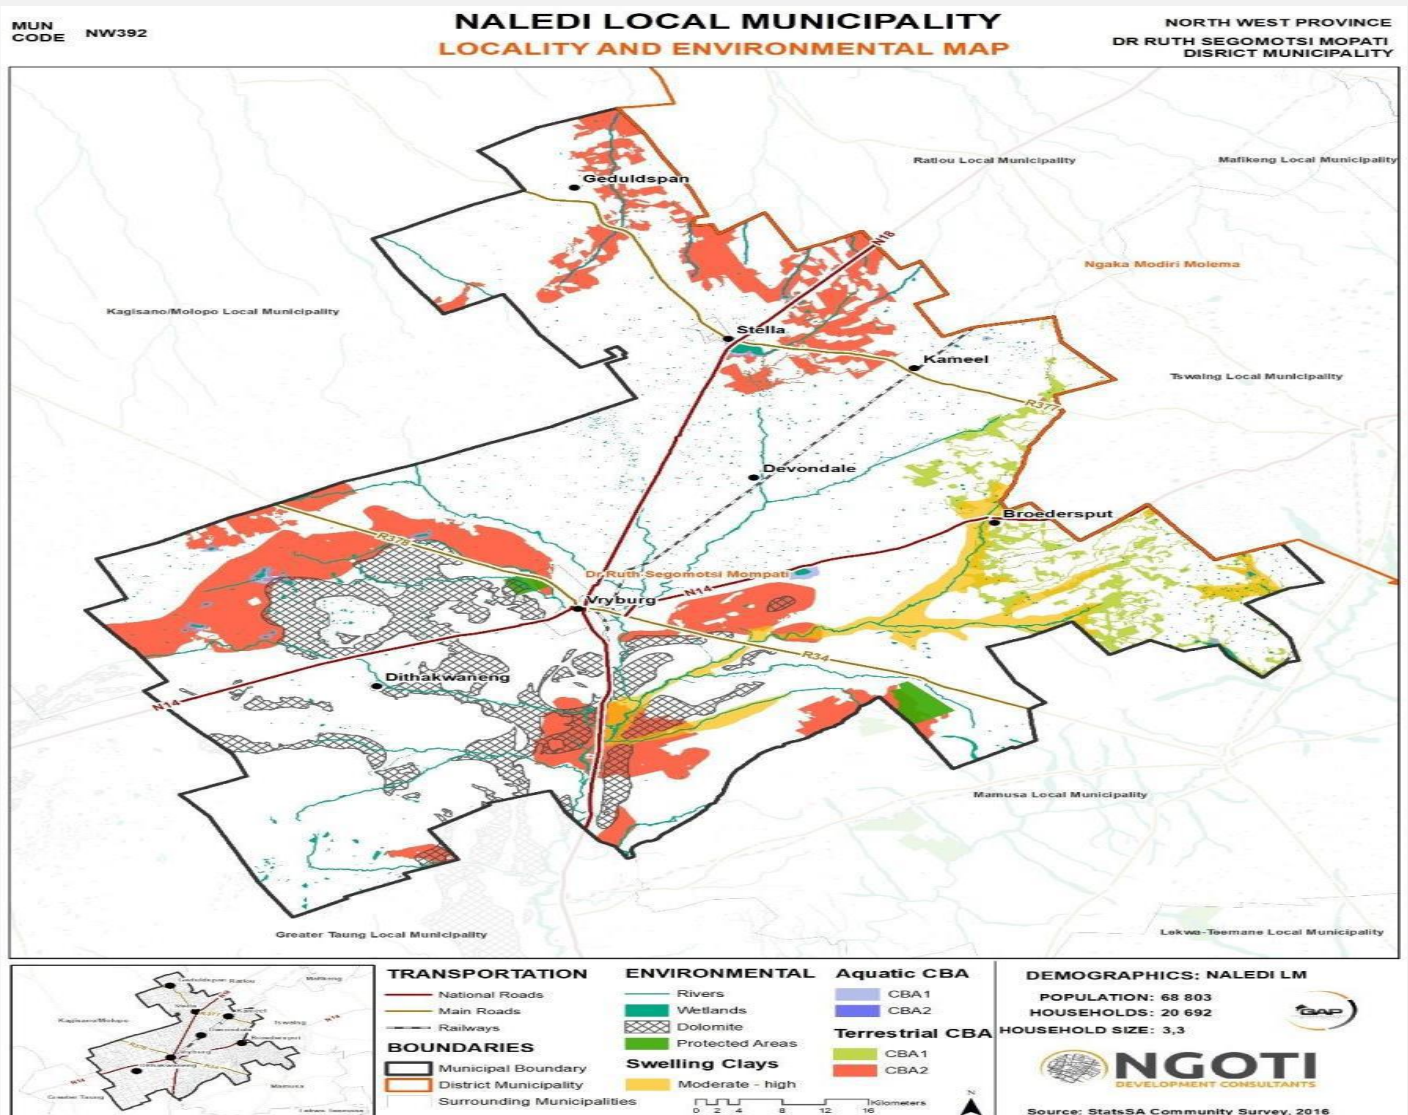 MUN
CODE NW392
NALEDI LOCAL MUNICIPALITY
LOCALITY AND ENVIRONMENTAL MAP
NORTH WEST PROVINCE
DR RUTH SEGOMOTSI MOPATI
DISRICT MUNICIPALITY
Ratlou Local Municipality
Mafikeng Local Municipality
Geduldspan
N18
Ngaka Modiri Molema
Kagisano/Molopo Local Municipality
Stella
Kameel
Tswaing Local Municipality
R377
Devondale
Broedersput
R378
Dr Ruth Segomotsi Mompati
N14
Vryburg
R34
Dithakwaneng
N14
Mamusa Local Municipality
Greater Taung Local Municipality
Lekwa-Teemane Local Municipality
TRANSPORTATION
National Roads
Main Roads
Railways
BOUNDARIES
Municipal Boundary
District Municipality
Surrounding Municipalities
ENVIRONMENTAL
Rivers
Wetlands
Dolomite
Protected Areas
Swelling Clays
Moderate - high
Aquatic CBA
CBA1
CBA2
Terrestrial CBA
CBA1
CBA2
Kilometers
0 2 4 8 12 16
N
DEMOGRAPHICS: NALEDI LM
POPULATION: 68 803
HOUSEHOLDS: 20 692
HOUSEHOLD SIZE: 3,3
GAP
NGOTI
DEVELOPMENT CONSULTANTS
Source: StatsSA Community Survey, 2016